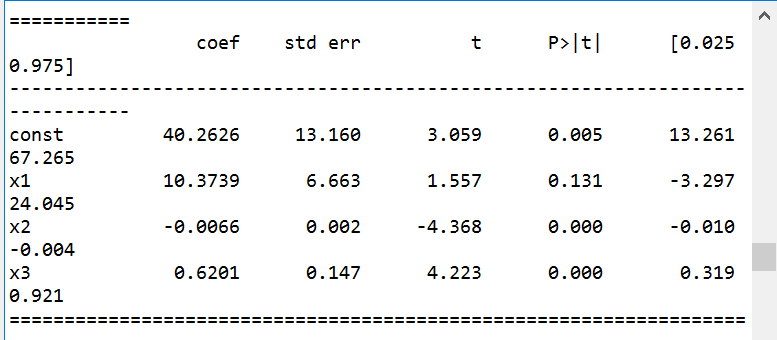 ===========
                 coef    std err          t      P>|t|      [0.025
0.975]
-------------------------------------------------------------------
-----------
const         40.2626     13.160      3.059      0.005      13.261
67.265
x1            10.3739      6.663      1.557      0.131      -3.297
24.045
x2            -0.0066      0.002     -4.368      0.000      -0.010
-0.004
x3             0.6201      0.147      4.223      0.000       0.319
0.921
===================================================================